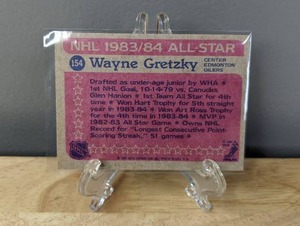 NHL 1983/84 ALL-STAR
154 Wayne Gretzky CENTER
EDMONTON
OILERS
Drafted as under-age junior by WHA ★
1st NHL Goal, 10-14-79 vs. Canucks
Glen Hanlon ★ 1st Team All Star for 4th
time ★ Won Hart Trophy for 5th straight
year in 1983-84 ★ Won Art Ross Trophy
for the 4th time in 1983-84 ★ MVP in
1982-83 All Star Game ★ Owns NHL
Record for "Longest Consecutive Point-
Scoring Streak," 51 games ★